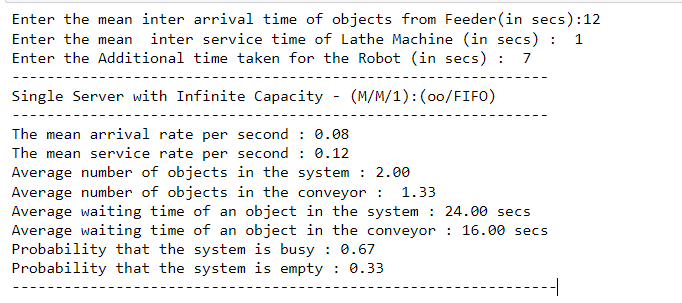 Enter the mean inter arrival time of objects from Feeder(in secs):12
Enter the mean  inter service time of Lathe Machine (in secs) :  1
Enter the Additional time taken for the Robot (in secs) :  7
--------------------------------------------------------------
Single Server with Infinite Capacity - (M/M/1):(oo/FIFO)
--------------------------------------------------------------
The mean arrival rate per second : 0.08
The mean service rate per second : 0.12
Average number of objects in the system : 2.00
Average number of objects in the conveyor :  1.33
Average waiting time of an object in the system : 24.00 secs
Average waiting time of an object in the conveyor : 16.00 secs
Probability that the system is busy : 0.67
Probability that the system is empty : 0.33
---------------------------------------------------------------